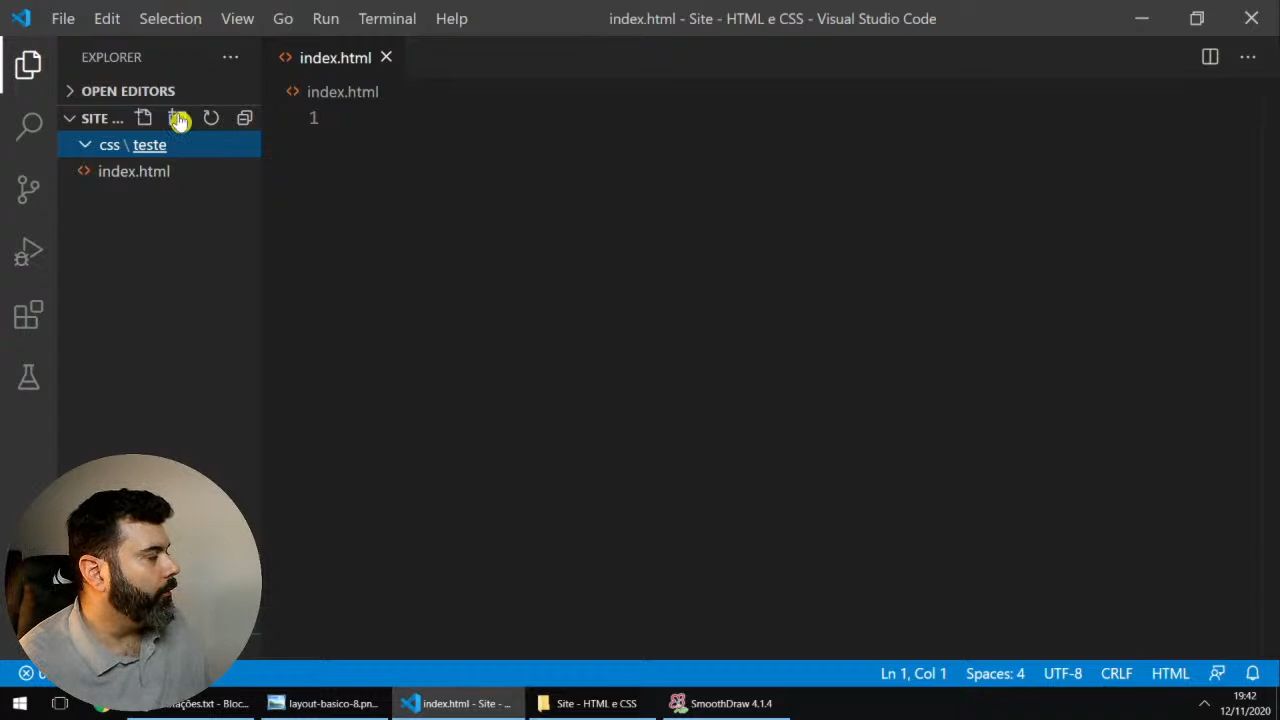 File Edit Selection View Go Run Terminal Help
index.html - Site - HTML e CSS - Visual Studio Code
EXPLORER
index.html
OPEN EDITORS
index.html
SITE ...
1
css \ teste
index.html
Ln 1, Col 1
Spaces: 4
UTF-8
CRLF
HTML
ações.txt - Bloc...
layout-basico-8.pn...
index.html - Site - ...
Site - HTML e CSS
SmoothDraw 4.1.4
19:42
12/11/2020